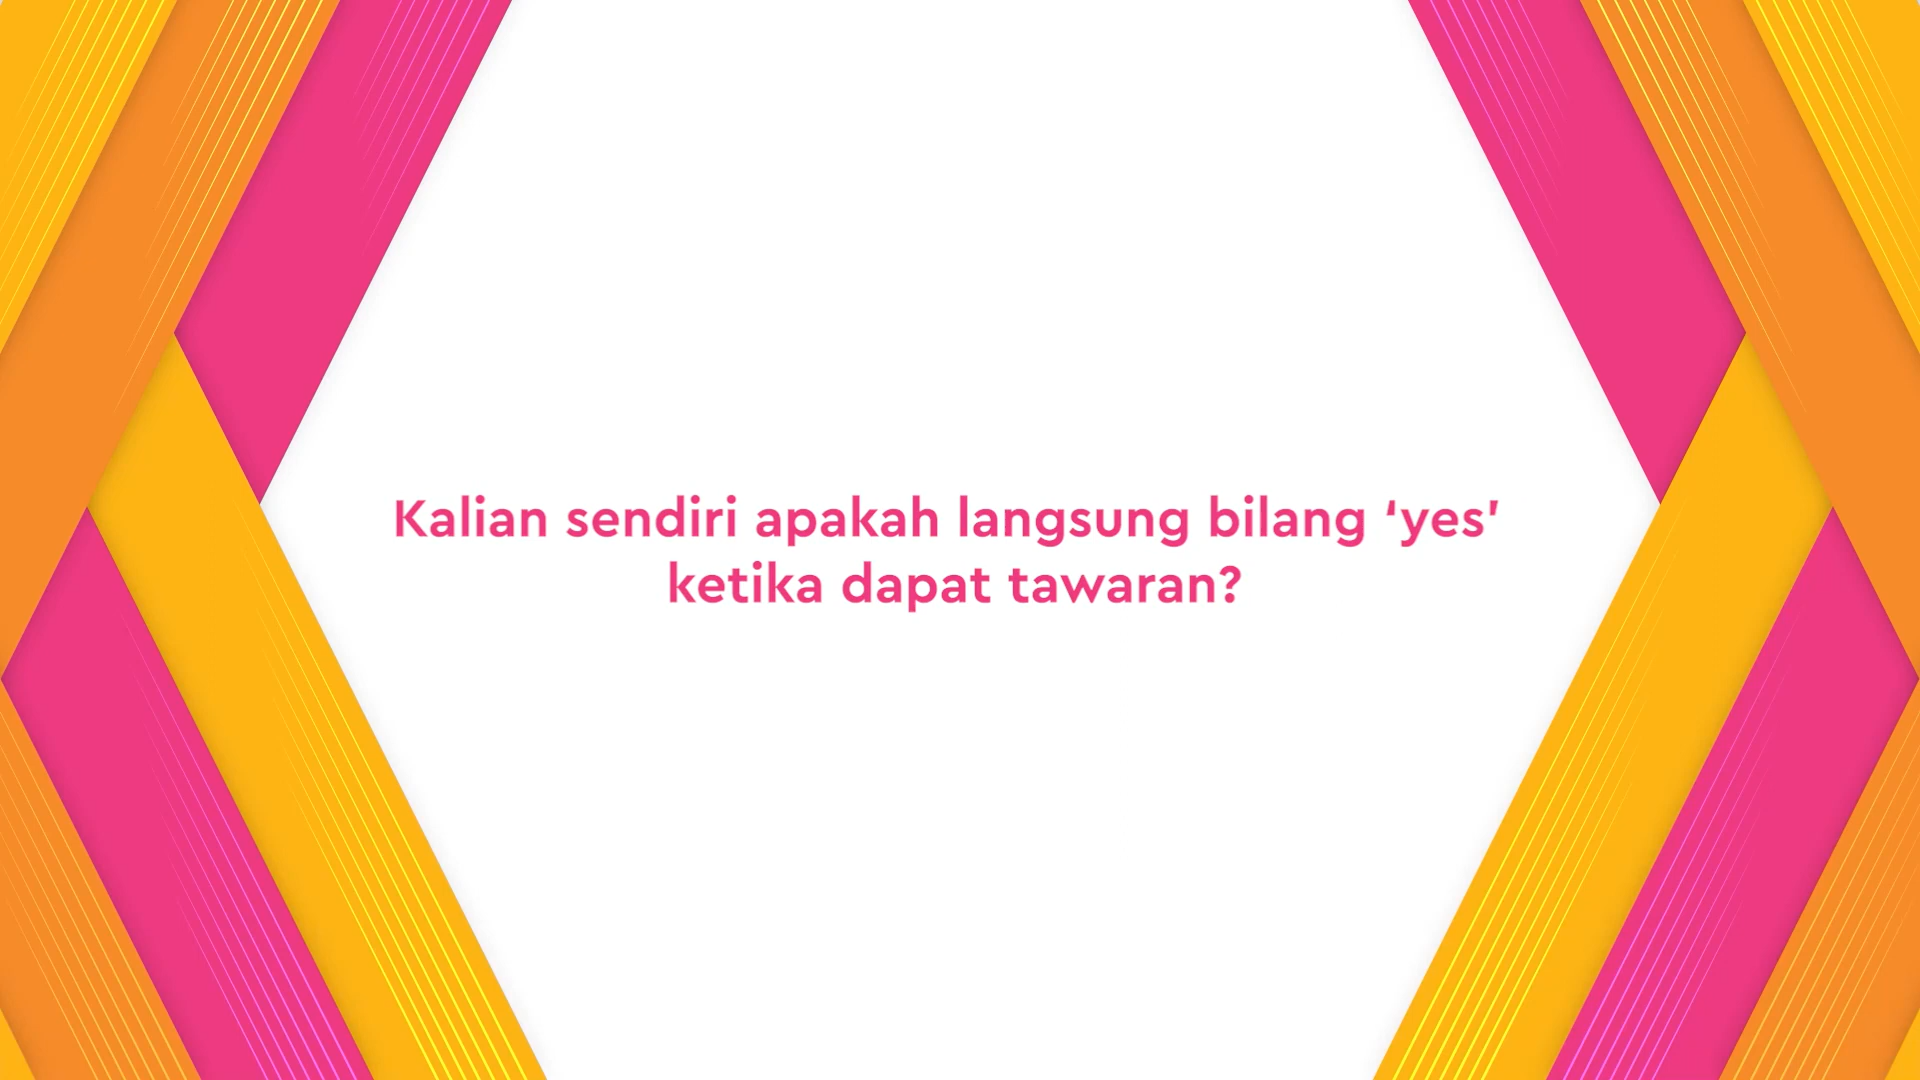 Kalian sendiri apakah langsung bilang ‘yes’
ketika dapat tawaran?